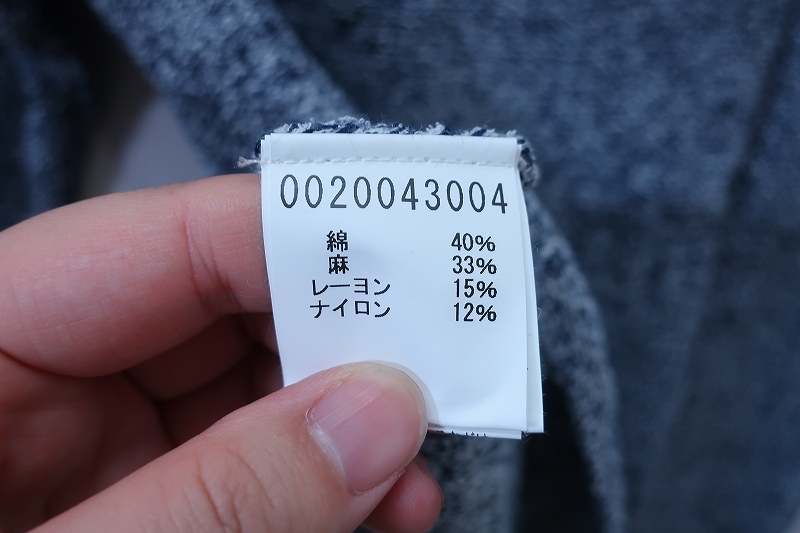 0020043004
綿 40%
麻 33%
レーヨン 15%
ナイロン 12%